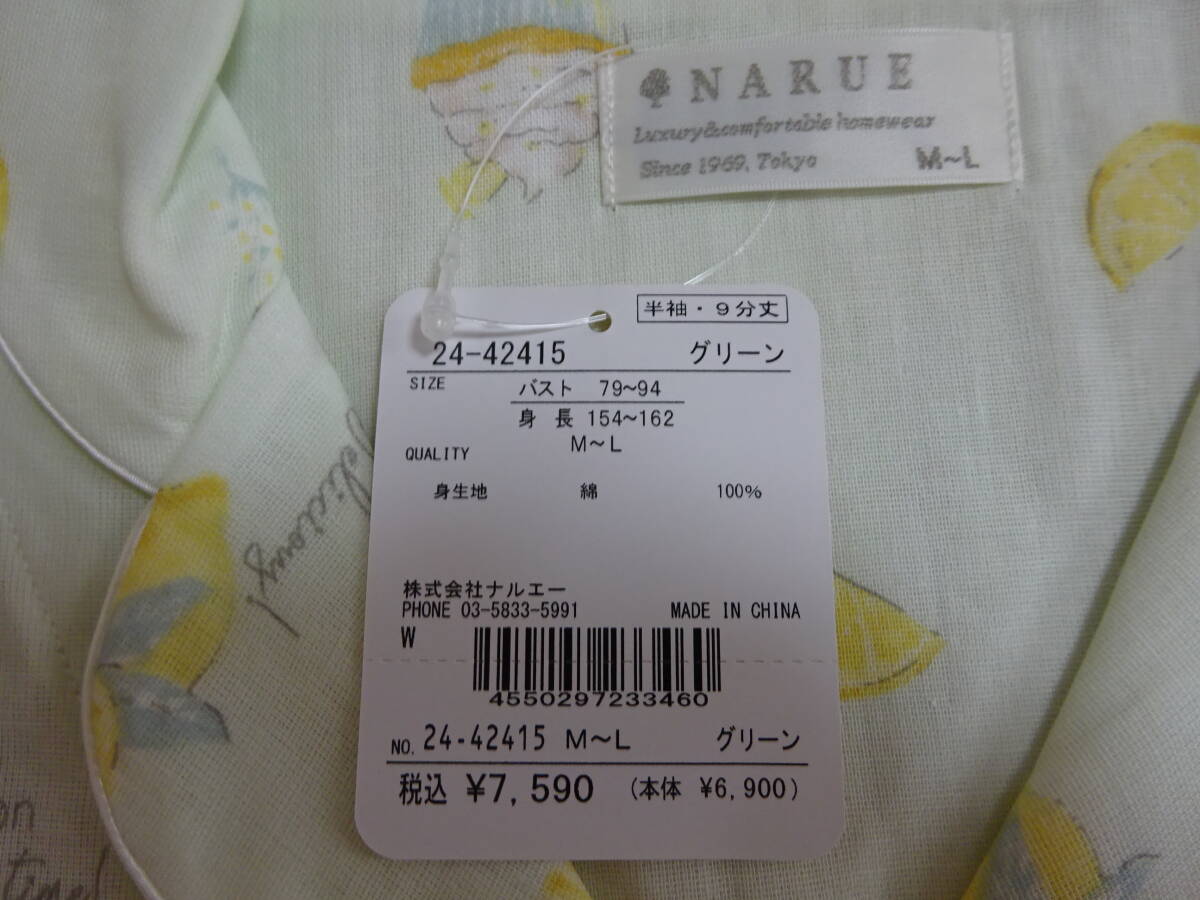 NARUE
Luxury&comfortable homewear
Since 1969, Tokyo M~L
半袖・9分丈
24-42415 グリーン
SIZE バスト 79~94
身長 154~162
M~L
QUALITY
身生地 綿 100%
株式会社ナルエー
PHONE 03-5833-5991 MADE IN CHINA
W
4550297233460
NO. 24-42415 M~L グリーン
税込 ¥7,590 (本体 ¥6,900)
Delicious!
on
time!